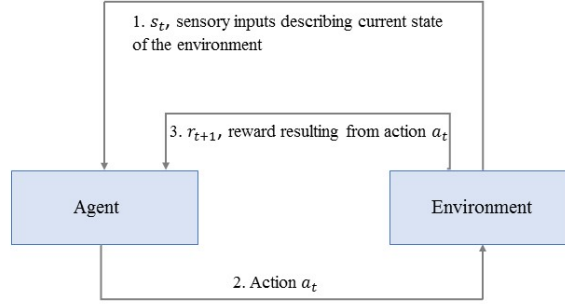 1. sₜ, sensory inputs describing current state
of the environment
3. rₜ₊₁, reward resulting from action aₜ
Agent
Environment
2. Action aₜ